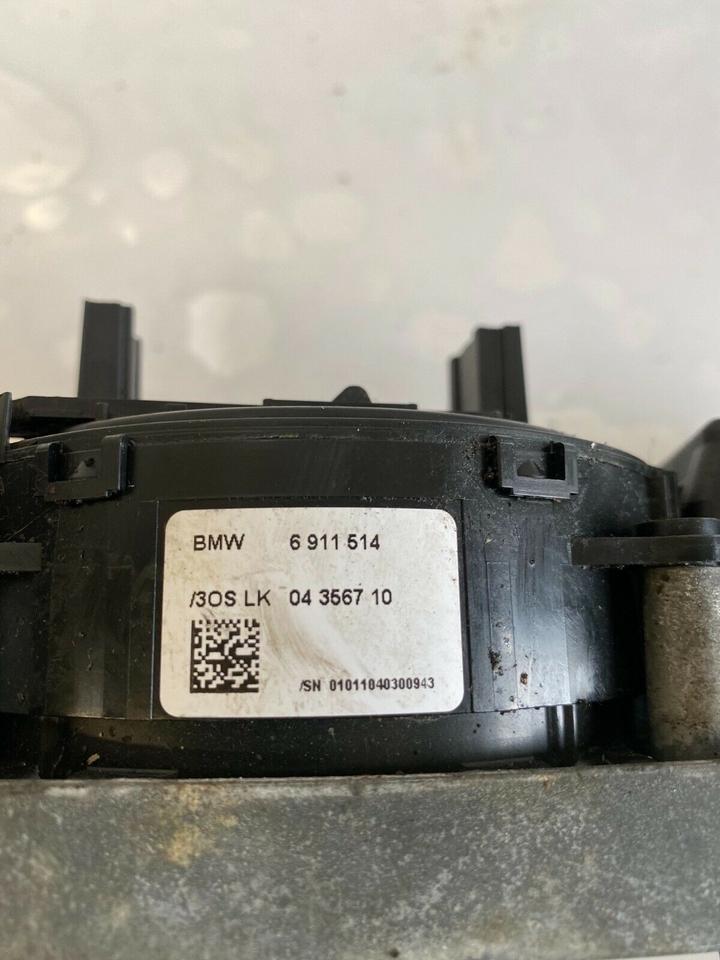 BMW 6 911 514
/3OS LK 04 3567 10
/SN 01011040300943